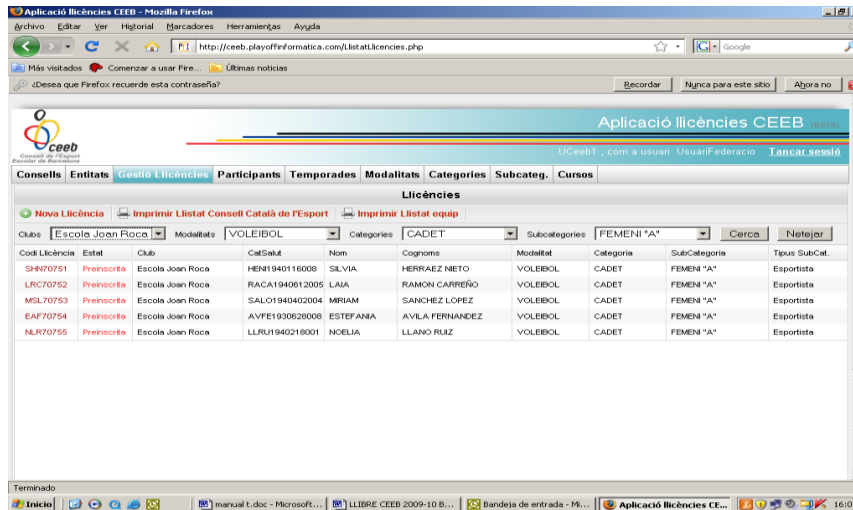 Aplicació llicències CEEB - Mozilla Firefox
Archivo Editar Ver Historial Marcadores Herramientas Ayuda
http://ceeb.playoffinformatica.com/LlistatLlicencies.php Google
Más visitados Comenzar a usar Fire... Últimas noticias
¿Desea que Firefox recuerde esta contraseña? Recordar Nunca para este sitio Ahora no
Aplicació llicències CEEB (BETA)
ceeb
Consell de l'Esport
Escolar de Barcelona
UCeeb1 , com a usuari UsuariFederacio Tancar sessió
Consells Entitats Gestió Llicències Participants Temporades Modalitats Categories Subcateg. Cursos
Llicències
Nova Llicència Imprimir Llistat Consell Català de l'Esport Imprimir Llistat equip
Clubs Escola Joan Roca Modalitats VOLEIBOL Categories CADET Subcategories FEMENI "A" Cerca Netejar
Codi Llicència Estat Club CatSalut Nom Cognoms Modalitat Categoria SubCategoria Tipus SubCat.
SHN70751 Preinscrita Escola Joan Roca HENI1940116008 SILVIA HERRAEZ NIETO VOLEIBOL CADET FEMENI "A" Esportista
LRC70752 Preinscrita Escola Joan Roca RACA1940612005 LAIA RAMON CARREÑO VOLEIBOL CADET FEMENI "A" Esportista
MSL70753 Preinscrita Escola Joan Roca SALO1940402004 MIRIAM SANCHEZ LOPEZ VOLEIBOL CADET FEMENI "A" Esportista
EAF70754 Preinscrita Escola Joan Roca AVFE1930628008 ESTEFANIA AVILA FERNANDEZ VOLEIBOL CADET FEMENI "A" Esportista
NLR70755 Preinscrita Escola Joan Roca LLRU1940218001 NOELIA LLANO RUIZ VOLEIBOL CADET FEMENI "A" Esportista
Terminado
Inicio manual t.doc - Microsoft... LLIBRE CEEB 2009-10 B... Bandeja de entrada - Mi... Aplicació llicències CE... 16:0